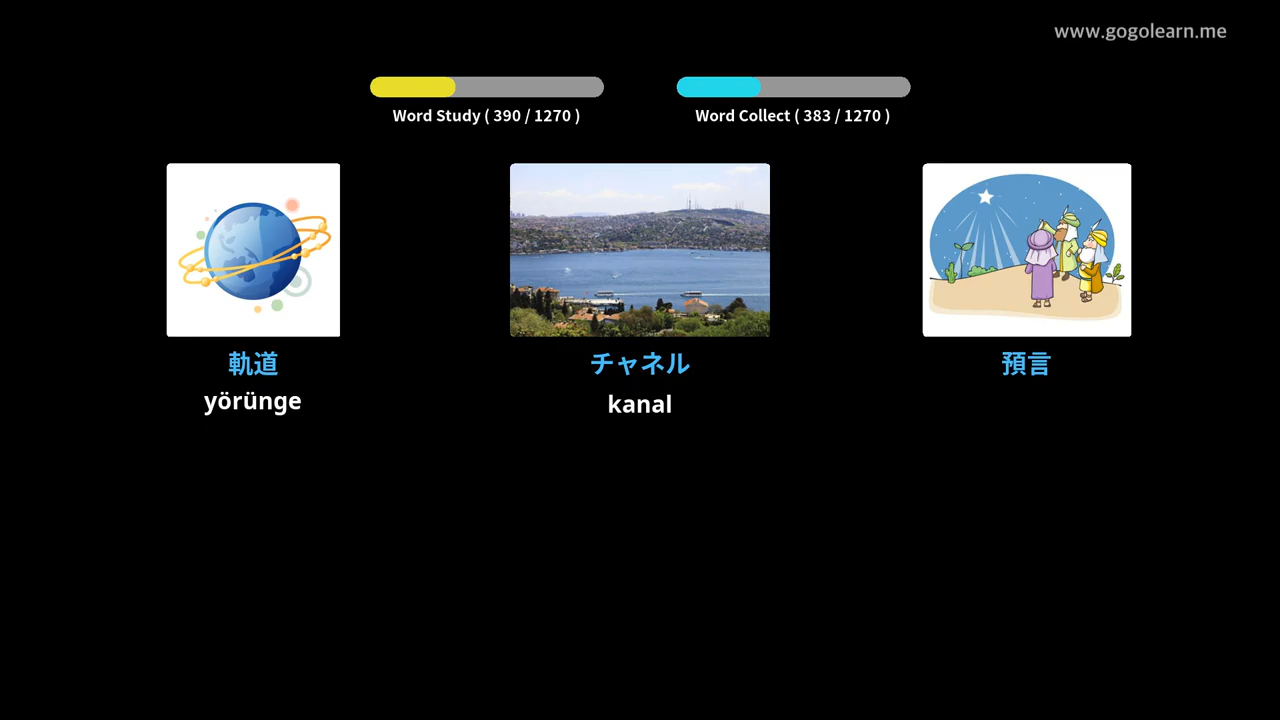 www.gogolearn.me
Word Study ( 390 / 1270 )
Word Collect ( 383 / 1270 )
軌道
チャネル
預言
yörünge
kanal